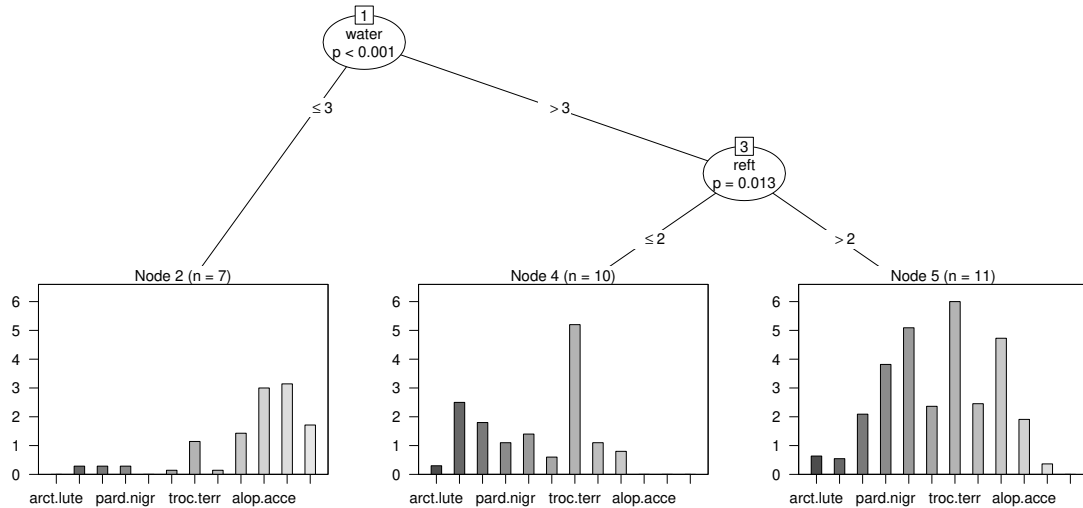 1
water
p < 0.001
≤ 3
> 3
3
reft
p = 0.013
≤ 2
> 2
Node 2 (n = 7)
6
5
4
3
2
1
0
arct.lute pard.nigr troc.terr alop.acce
Node 4 (n = 10)
6
5
4
3
2
1
0
arct.lute pard.nigr troc.terr alop.acce
Node 5 (n = 11)
6
5
4
3
2
1
0
arct.lute pard.nigr troc.terr alop.acce